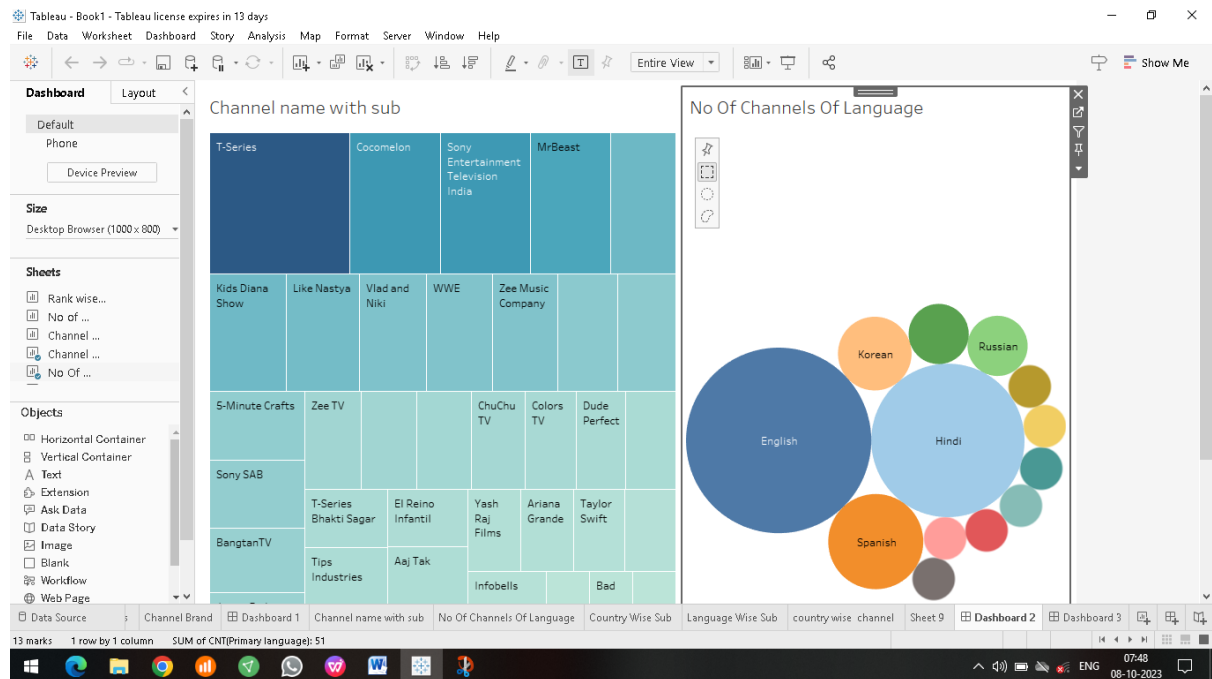 Tableau - Book1 - Tableau license expires in 13 days
File Data Worksheet Dashboard Story Analysis Map Format Server Window Help
Entire View
Show Me
Dashboard Layout
Default
Phone
Device Preview
Size
Desktop Browser (1000 x 800)
Sheets
Rank wise...
No of ...
Channel ...
Channel ...
No Of ...
Objects
Horizontal Container
Vertical Container
A Text
Extension
Ask Data
Data Story
Image
Blank
Workflow
Web Page
Channel name with sub
T-Series
Cocomelon
Sony
Entertainment
Television
India
MrBeast
Kids Diana
Show
Like Nastya
Vlad and
Niki
WWE
Zee Music
Company
5-Minute Crafts
Zee TV
ChuChu
TV
Colors
TV
Dude
Perfect
Sony SAB
T-Series
Bhakti Sagar
El Reino
Infantil
Yash
Raj
Films
Ariana
Grande
Taylor
Swift
BangtanTV
Tips
Industries
Aaj Tak
Infobells
Bad
No Of Channels Of Language
Korean
Russian
English
Hindi
Spanish
Data Source Channel Brand Dashboard 1 Channel name with sub No Of Channels Of Language Country Wise Sub Language Wise Sub country wise channel Sheet 9 Dashboard 2 Dashboard 3
13 marks 1 row by 1 column SUM of CNT(Primary language): 51
ENG
07:48
08-10-2023